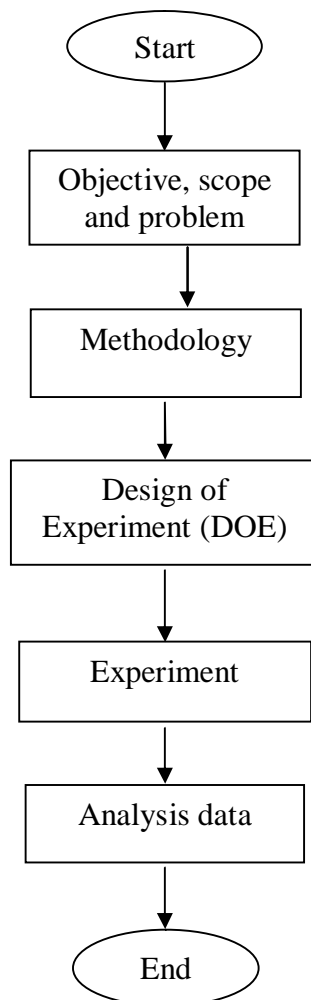 Start
Objective, scope
and problem
Methodology
Design of
Experiment (DOE)
Experiment
Analysis data
End